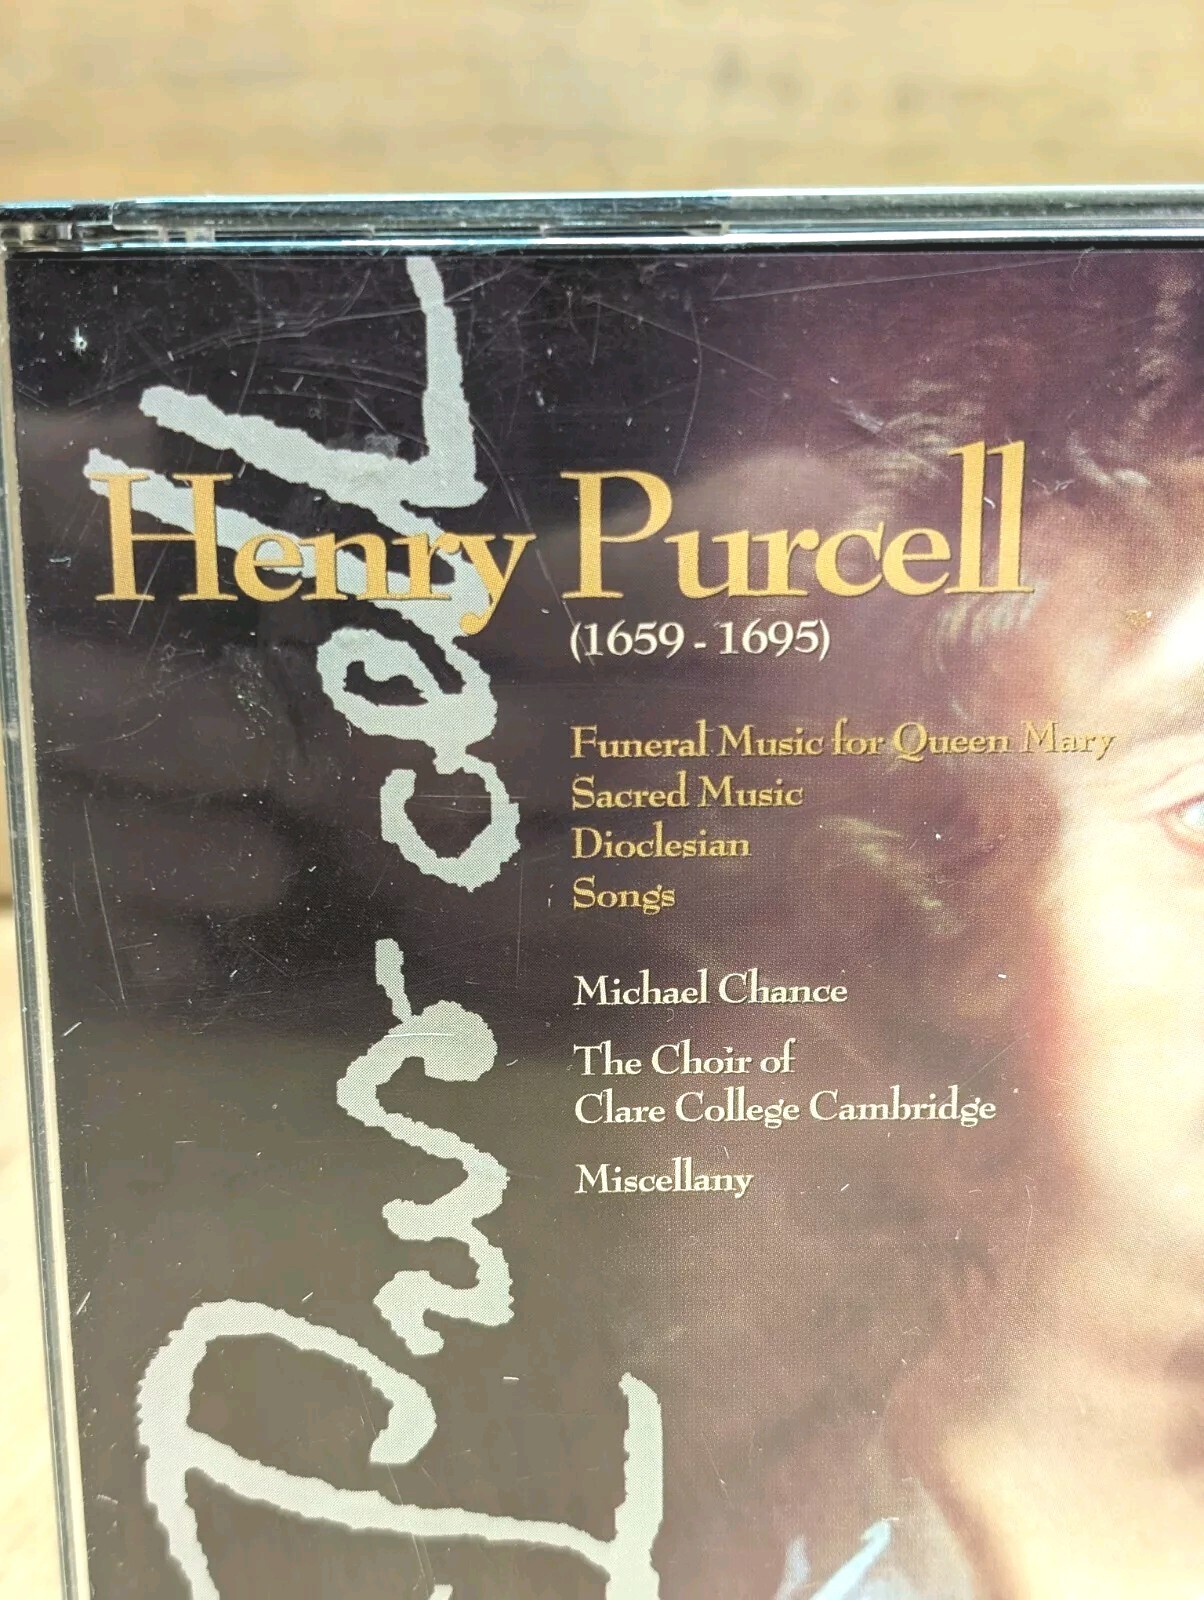 Henry Purcell
(1659 - 1695)
Funeral Music for Queen Mary
Sacred Music
Dioclesian
Songs
Michael Chance
The Choir of
Clare College Cambridge
Miscellany
Purcell